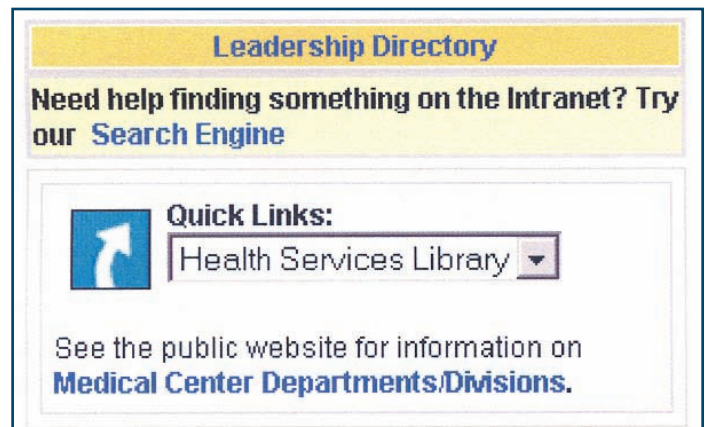 Leadership Directory
Need help finding something on the Intranet? Try
our Search Engine
Quick Links:
Health Services Library
See the public website for information on
Medical Center Departments/Divisions.